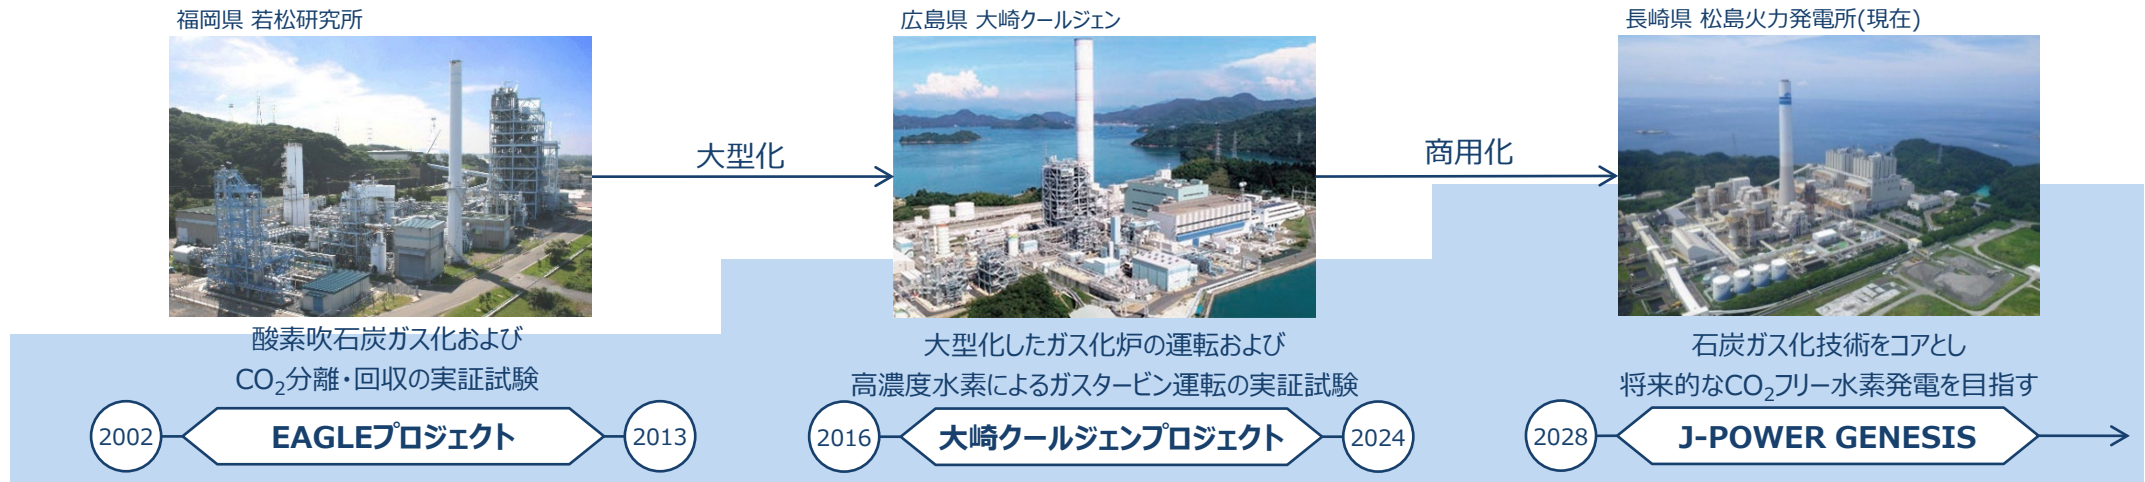 福岡県 若松研究所
広島県 大崎クールジェン
長崎県 松島火力発電所(現在)
大型化
商用化
酸素吹石炭ガス化および
CO₂分離・回収の実証試験
大型化したガス化炉の運転および
高濃度水素によるガスタービン運転の実証試験
石炭ガス化技術をコアとし
将来的なCO₂フリー水素発電を目指す
2002
EAGLEプロジェクト
2013
2016
大崎クールジェンプロジェクト
2024
2028
J-POWER GENESIS